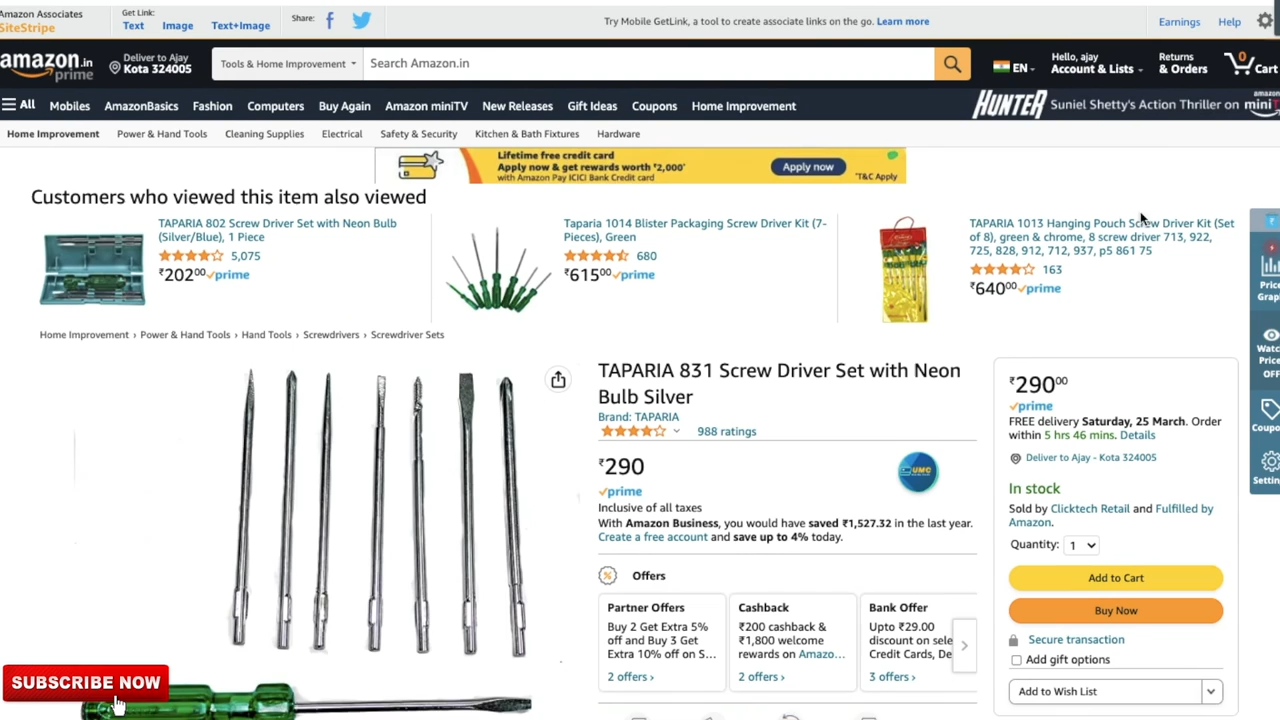 Amazon Associates
SiteStripe
Get Link:
Text Image Text+Image
Share:
Try Mobile GetLink, a tool to create associate links on the go. Learn more
Earnings Help
amazon.in
prime
Deliver to Ajay
Kota 324005
Tools & Home Improvement
Search Amazon.in
EN
Hello, ajay
Account & Lists
Returns
& Orders
0
Cart
All Mobiles AmazonBasics Fashion Computers Buy Again Amazon miniTV New Releases Gift Ideas Coupons Home Improvement
HUNTER Suniel Shetty's Action Thriller on
amazon
Home Improvement Power & Hand Tools Cleaning Supplies Electrical Safety & Security Kitchen & Bath Fixtures Hardware
Lifetime free credit card
Apply now & get rewards worth ₹2,000*
with Amazon Pay ICICI Bank Credit card
Apply now
*T&C Apply
Customers who viewed this item also viewed
TAPARIA 802 Screw Driver Set with Neon Bulb
(Silver/Blue), 1 Piece
5,075
₹202⁰⁰ prime
Taparia 1014 Blister Packaging Screw Driver Kit (7-
Pieces), Green
680
₹615⁰⁰ prime
TAPARIA 1013 Hanging Pouch Screw Driver Kit (Set
of 8), green & chrome, 8 screw driver 713, 922,
725, 828, 912, 712, 937, p5 861 75
163
₹640⁰⁰ prime
Home Improvement › Power & Hand Tools › Hand Tools › Screwdrivers › Screwdriver Sets
TAPARIA 831 Screw Driver Set with Neon
Bulb Silver
Brand: TAPARIA
988 ratings
₹290
prime
UMC
Inclusive of all taxes
With Amazon Business, you would have saved ₹1,527.32 in the last year.
Create a free account and save up to 4% today.
Offers
Partner Offers
Buy 2 Get Extra 5%
off and Buy 3 Get
Extra 10% off on S...
2 offers ›
Cashback
₹200 cashback &
₹1,800 welcome
rewards on Amazo...
2 offers ›
Bank Offer
Upto ₹29.00
discount on sele
Credit Cards, De
3 offers ›
₹290⁰⁰
prime
FREE delivery Saturday, 25 March. Order
within 5 hrs 46 mins. Details
Deliver to Ajay - Kota 324005
In stock
Sold by Clicktech Retail and Fulfilled by
Amazon.
Quantity: 1
Add to Cart
Buy Now
Secure transaction
Add gift options
Add to Wish List
Price
Grap
Watc
Price
OFF
Coupo
Settin
SUBSCRIBE NOW